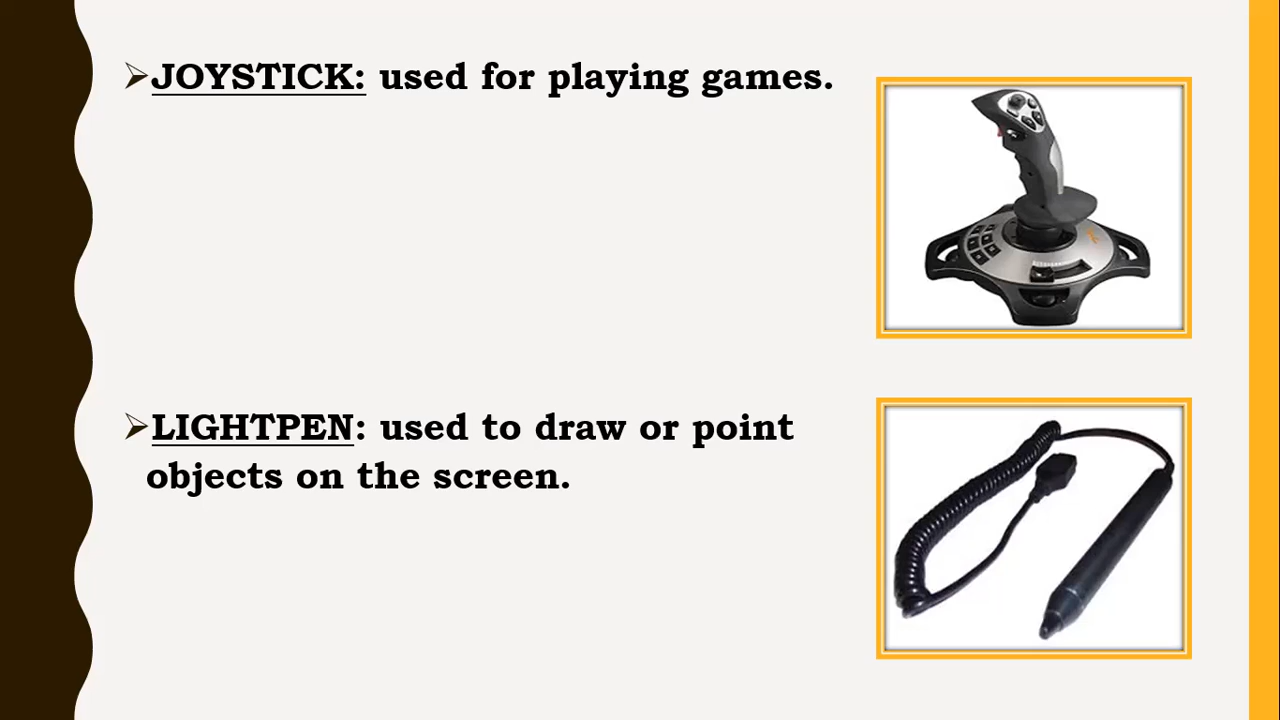 ➢JOYSTICK: used for playing games.
➢LIGHTPEN: used to draw or point
objects on the screen.